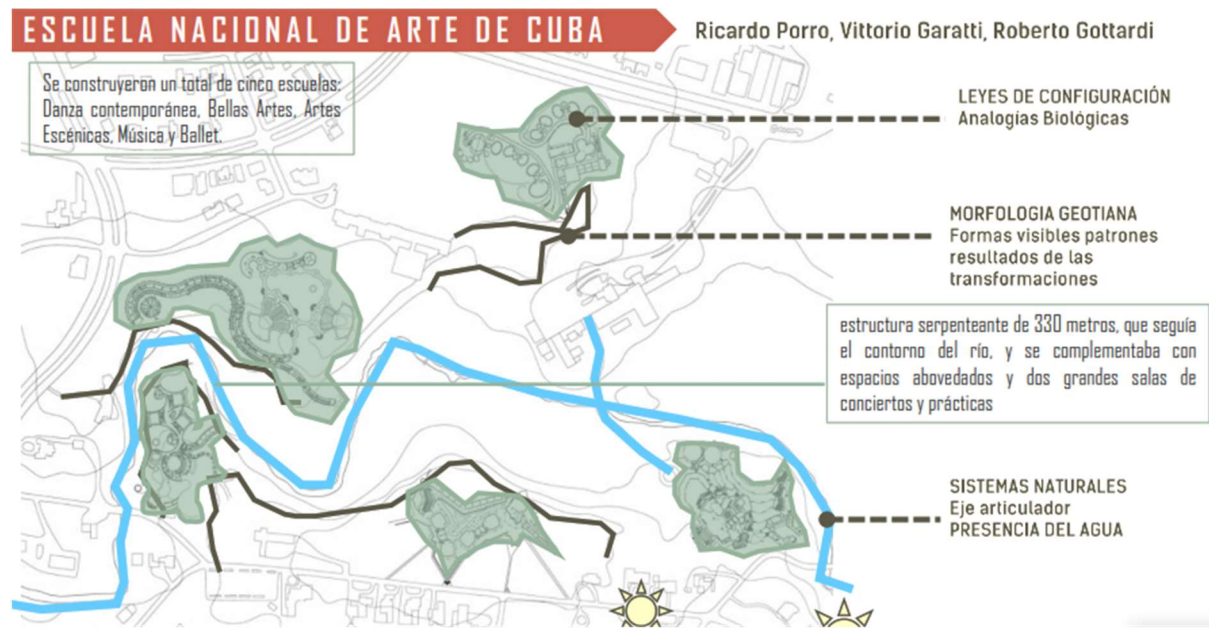 ESCUELA NACIONAL DE ARTE DE CUBA
Ricardo Porro, Vittorio Garatti, Roberto Gottardi
Se construyeron un total de cinco escuelas:
Danza contemporánea, Bellas Artes, Artes
Escénicas, Música y Ballet.
LEYES DE CONFIGURACIÓN
Analogías Biológicas
MORFOLOGIA GEOTIANA
Formas visibles patrones
resultados de las
transformaciones
estructura serpenteante de 330 metros, que seguía
el contorno del río, y se complementaba con
espacios abovedados y dos grandes salas de
conciertos y prácticas
SISTEMAS NATURALES
Eje articulador
PRESENCIA DEL AGUA